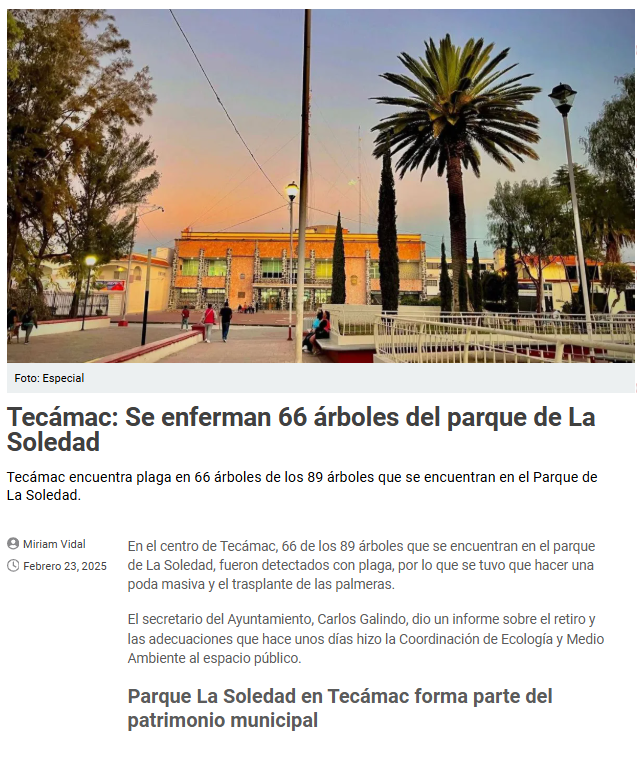 Foto: Especial
Tecámac: Se enferman 66 árboles del parque de La
Soledad
Tecámac encuentra plaga en 66 árboles de los 89 árboles que se encuentran en el Parque de
La Soledad.
Miriam Vidal
Febrero 23, 2025
En el centro de Tecámac, 66 de los 89 árboles que se encuentran en el parque
de La Soledad, fueron detectados con plaga, por lo que se tuvo que hacer una
poda masiva y el trasplante de las palmeras.
El secretario del Ayuntamiento, Carlos Galindo, dio un informe sobre el retiro y
las adecuaciones que hace unos días hizo la Coordinación de Ecología y Medio
Ambiente al espacio público.
Parque La Soledad en Tecámac forma parte del
patrimonio municipal